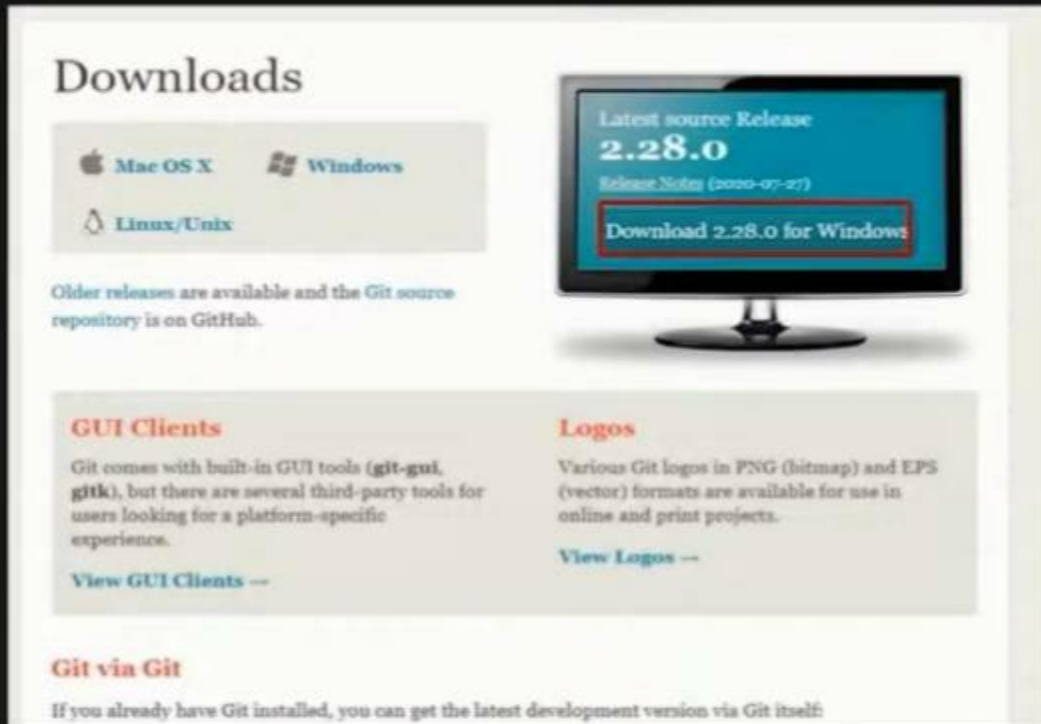 Downloads
Mac OS X
Windows
Linux/Unix
Older releases are available and the Git source
repository is on GitHub.
Latest source Release
2.28.0
Release Notes (2020-07-27)
Download 2.28.0 for Windows
GUI Clients
Git comes with built-in GUI tools (git-gui,
gitk), but there are several third-party tools for
users looking for a platform-specific
experience.
View GUI Clients →
Logos
Various Git logos in PNG (bitmap) and EPS
(vector) formats are available for use in
online and print projects.
View Logos →
Git via Git
If you already have Git installed, you can get the latest development version via Git itself: